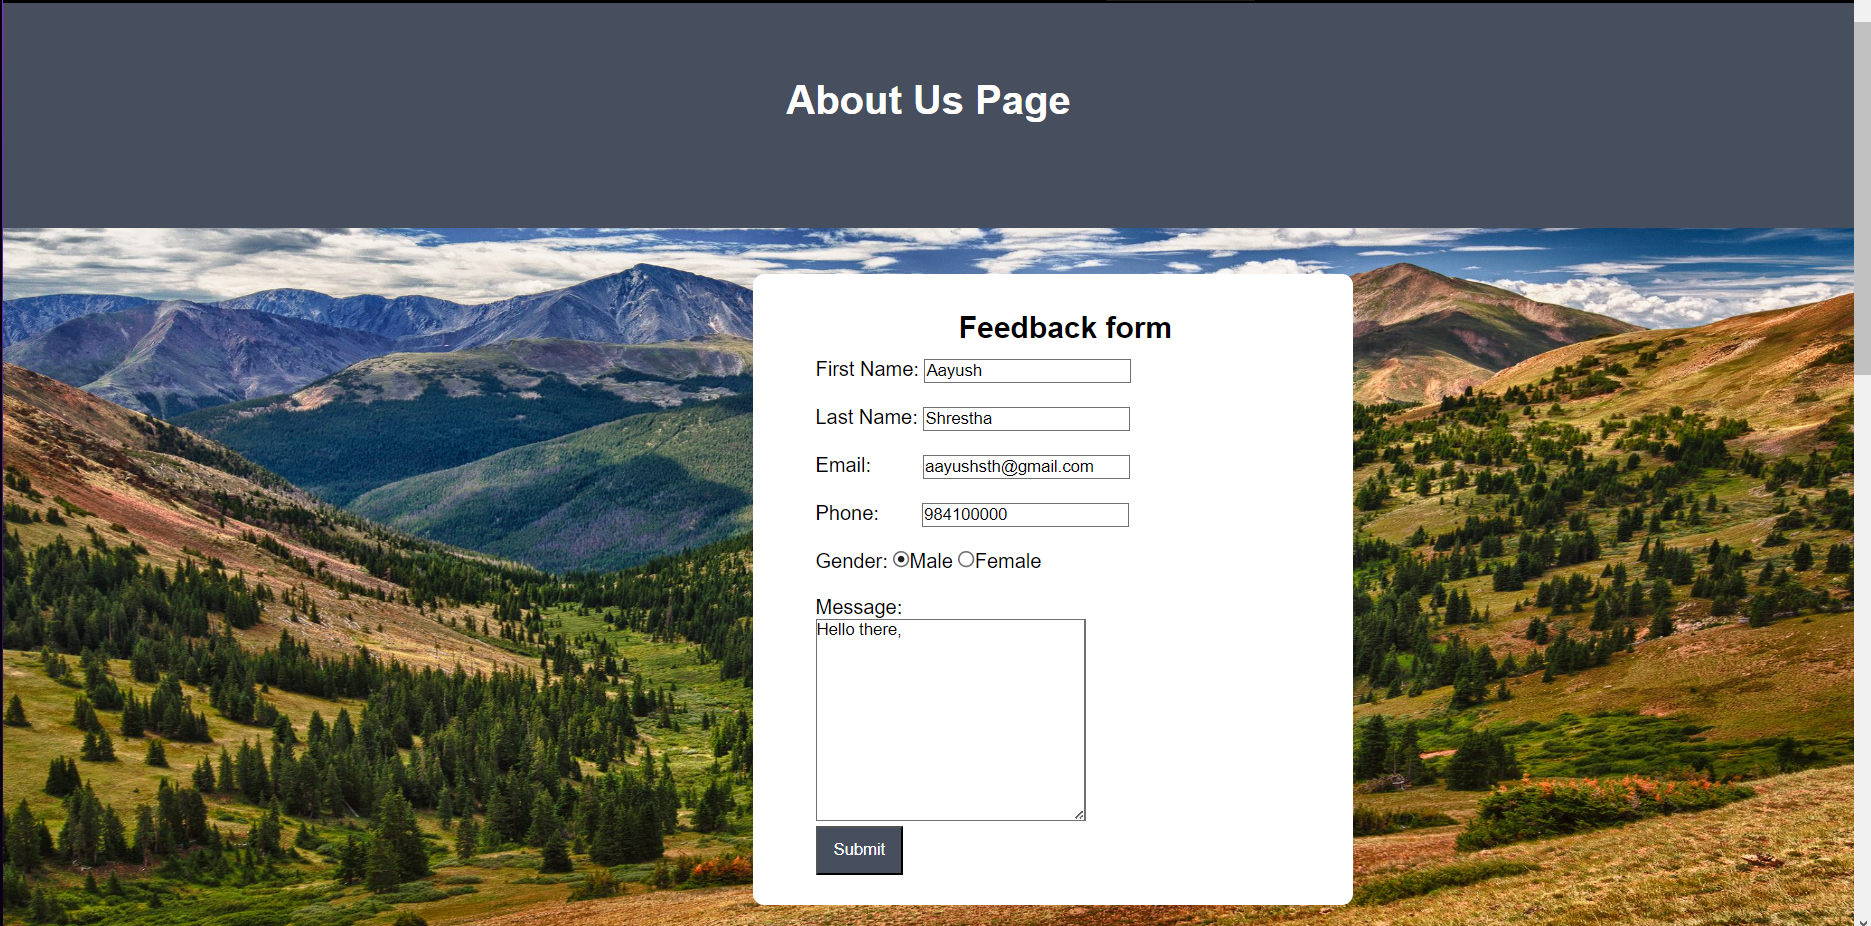 About Us Page
Feedback form
First Name: Aayush
Last Name: Shrestha
Email: aayushsth@gmail.com
Phone: 984100000
Gender: Male Female
Message:
Hello there,
Submit